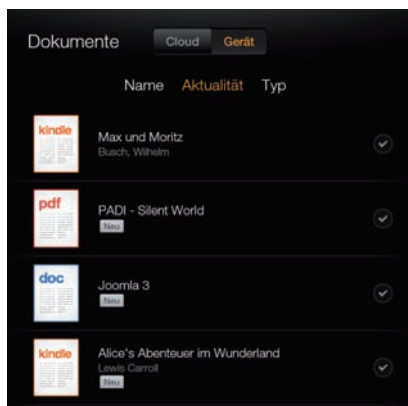 Dokumente Cloud Gerät
Name Aktualität Typ
kindle
Max und Moritz
Busch, Wilhelm
pdf
PADI - Silent World
Neu
doc
Joomla 3
Neu
kindle
Alice's Abenteuer im Wunderland
Lewis Carroll
Neu